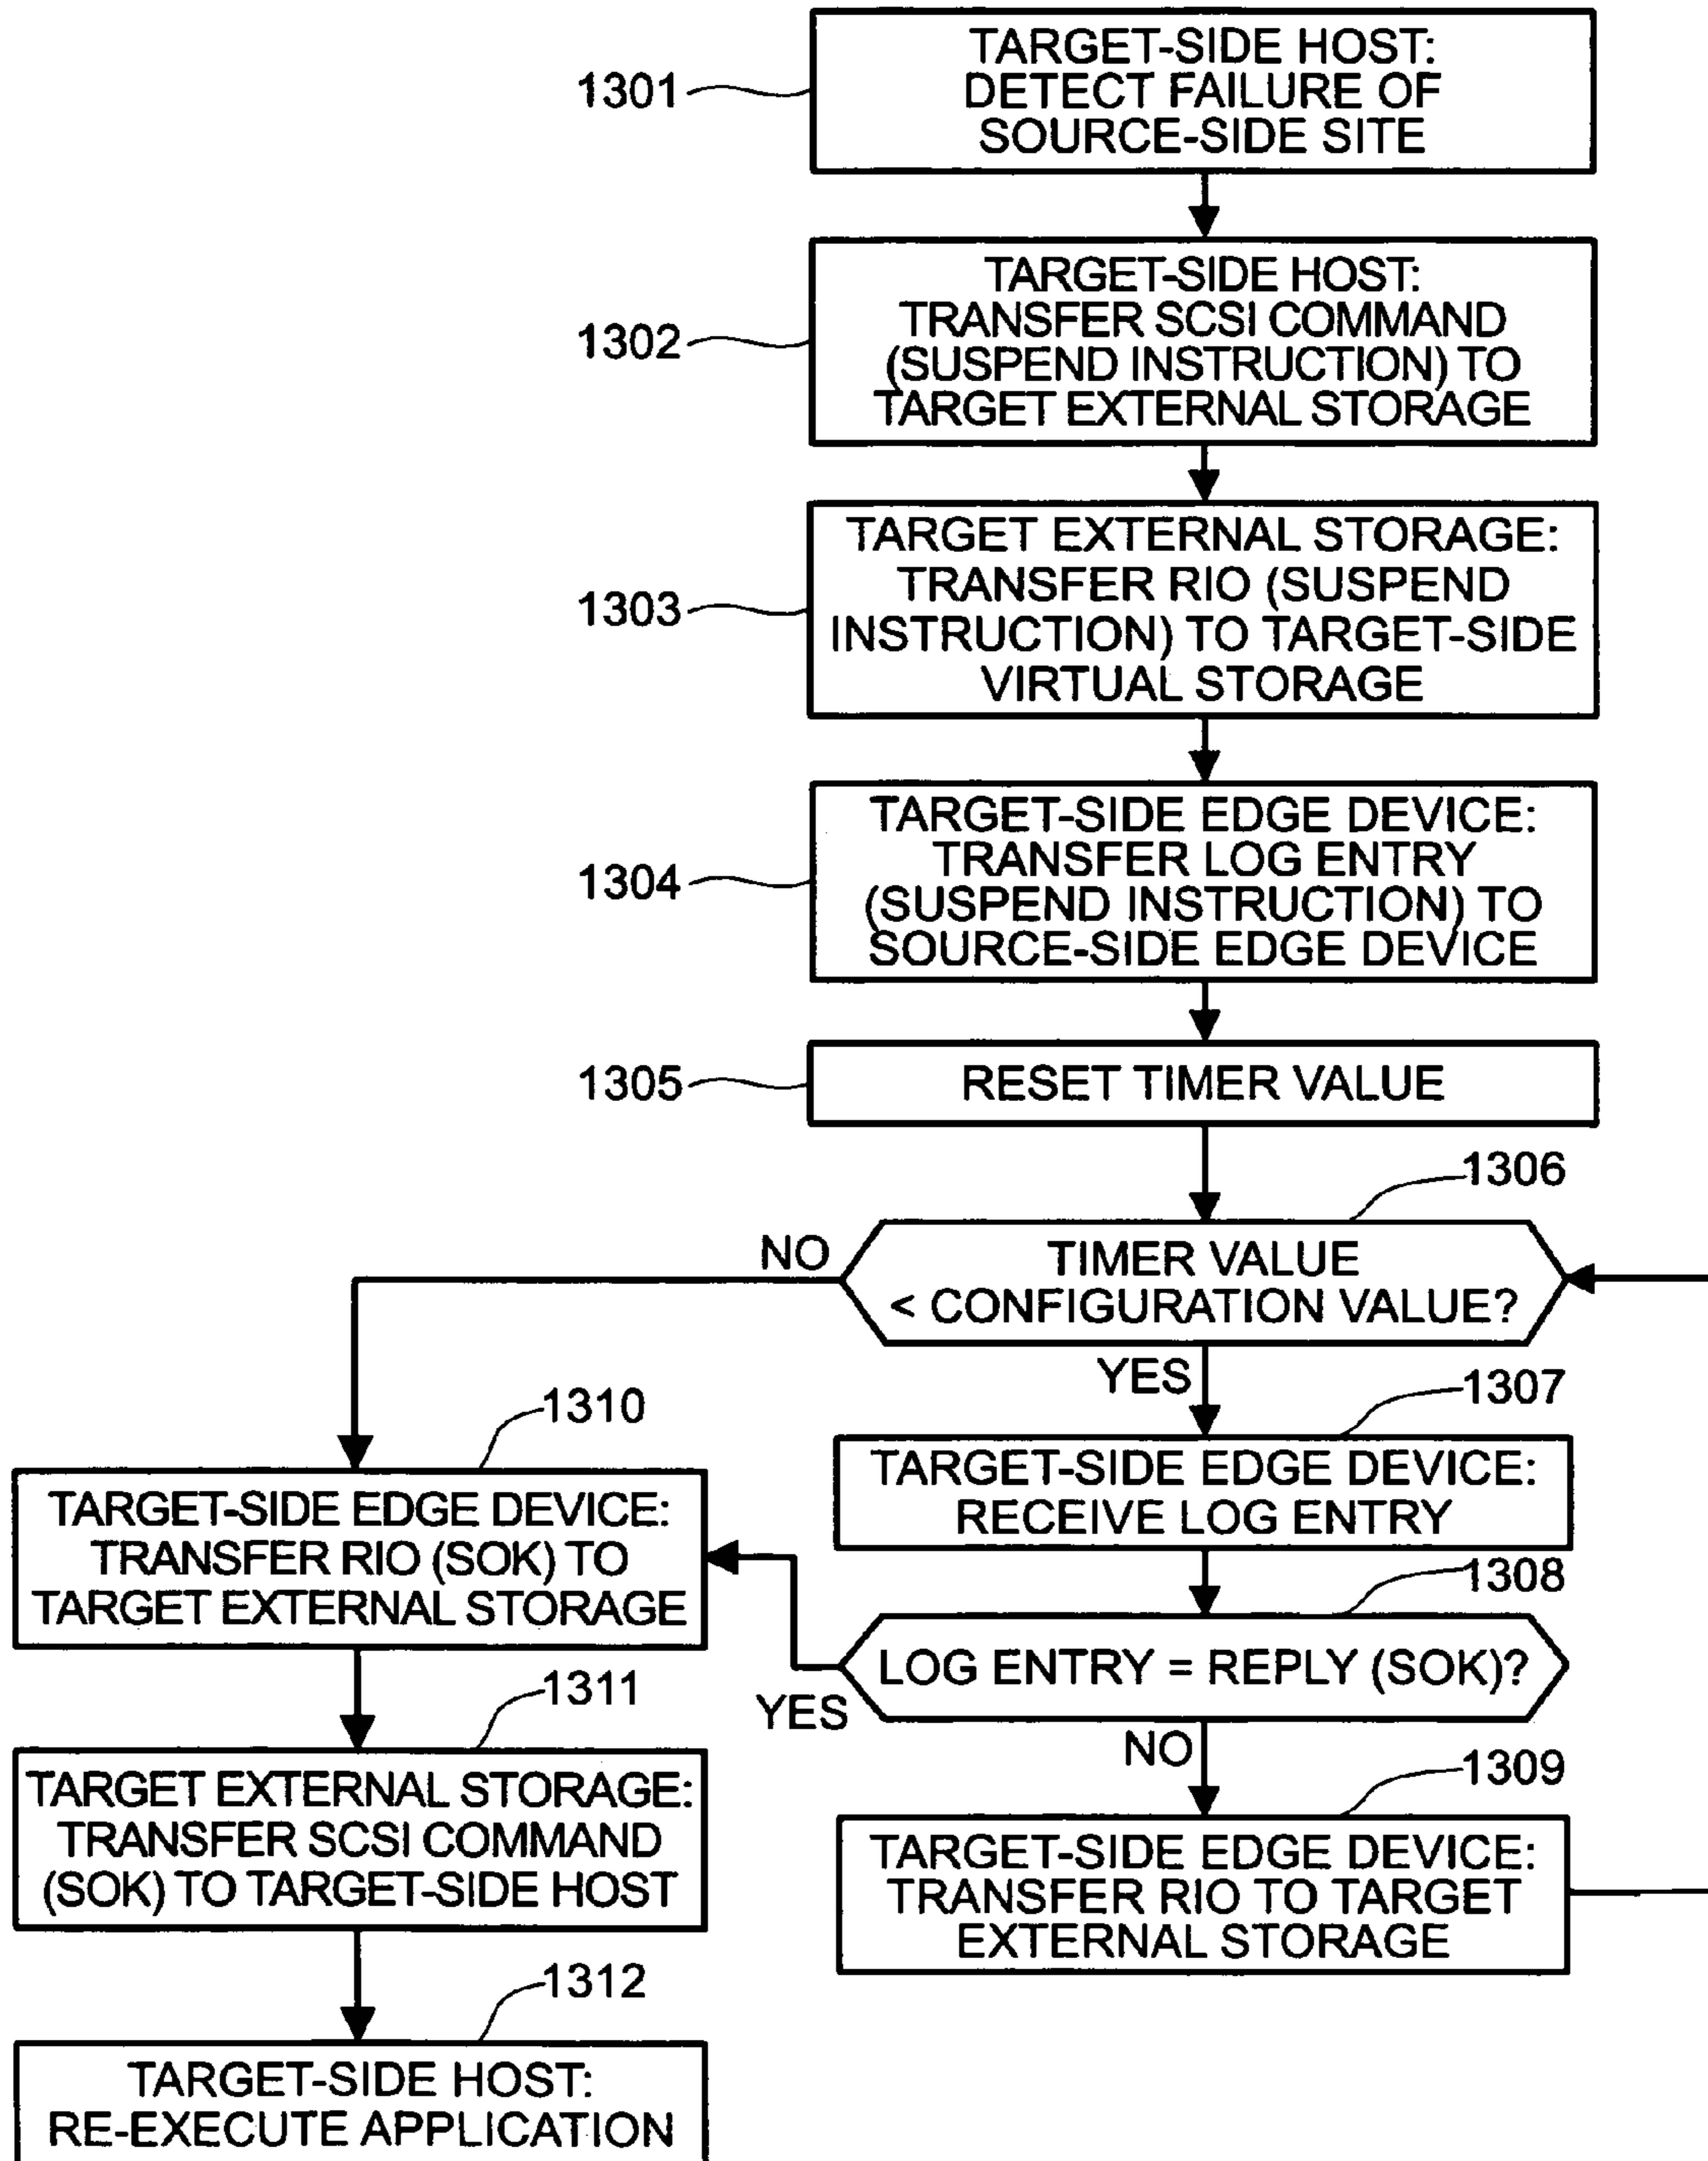 TARGET-SIDE HOST:
DETECT FAILURE OF
SOURCE-SIDE SITE
1301
TARGET-SIDE HOST:
TRANSFER SCSI COMMAND
(SUSPEND INSTRUCTION) TO
TARGET EXTERNAL STORAGE
1302
TARGET EXTERNAL STORAGE:
TRANSFER RIO (SUSPEND
INSTRUCTION) TO TARGET-SIDE
VIRTUAL STORAGE
1303
TARGET-SIDE EDGE DEVICE:
TRANSFER LOG ENTRY
(SUSPEND INSTRUCTION) TO
SOURCE-SIDE EDGE DEVICE
1304
RESET TIMER VALUE
1305
1306
TIMER VALUE
< CONFIGURATION VALUE?
NO
YES
1307
TARGET-SIDE EDGE DEVICE:
RECEIVE LOG ENTRY
1308
LOG ENTRY = REPLY (SOK)?
YES
NO
1309
TARGET-SIDE EDGE DEVICE:
TRANSFER RIO TO TARGET
EXTERNAL STORAGE
1310
TARGET-SIDE EDGE DEVICE:
TRANSFER RIO (SOK) TO
TARGET EXTERNAL STORAGE
1311
TARGET EXTERNAL STORAGE:
TRANSFER SCSI COMMAND
(SOK) TO TARGET-SIDE HOST
1312
TARGET-SIDE HOST:
RE-EXECUTE APPLICATION